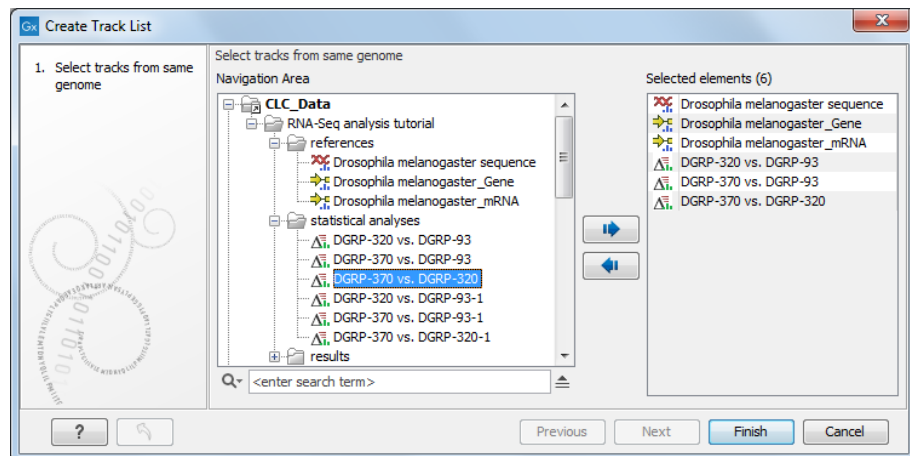 Gx Create Track List
x
1. Select tracks from same
genome
Select tracks from same genome
Navigation Area
CLC_Data
RNA-Seq analysis tutorial
references
Drosophila melanogaster sequence
Drosophila melanogaster_Gene
Drosophila melanogaster_mRNA
statistical analyses
DGRP-320 vs. DGRP-93
DGRP-370 vs. DGRP-93
DGRP-370 vs. DGRP-320
DGRP-320 vs. DGRP-93-1
DGRP-370 vs. DGRP-93-1
DGRP-370 vs. DGRP-320-1
results
<enter search term>
Selected elements (6)
Drosophila melanogaster sequence
Drosophila melanogaster_Gene
Drosophila melanogaster_mRNA
DGRP-320 vs. DGRP-93
DGRP-370 vs. DGRP-93
DGRP-370 vs. DGRP-320
?
Previous
Next
Finish
Cancel